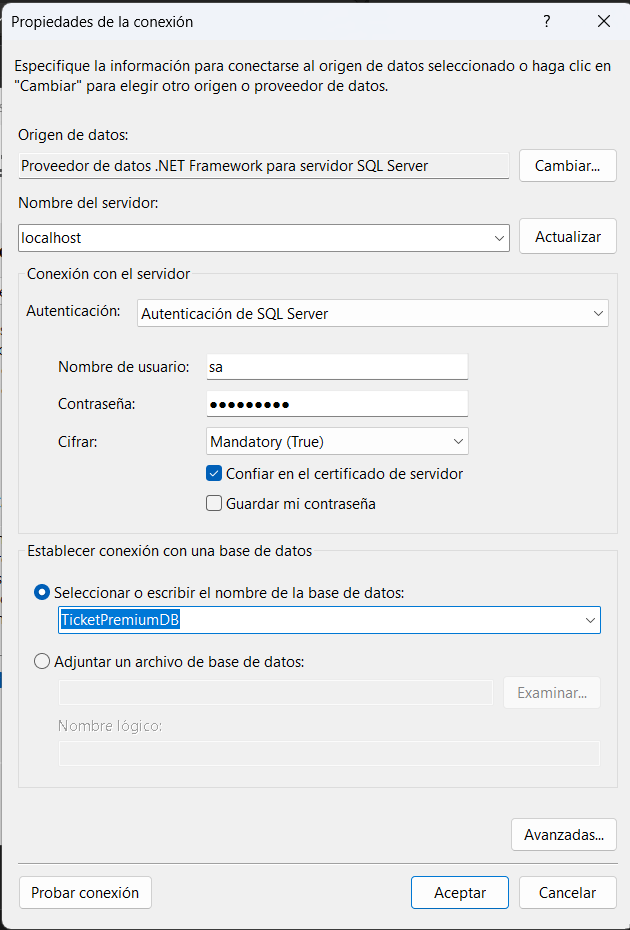 Propiedades de la conexión
?
Especifique la información para conectarse al origen de datos seleccionado o haga clic en
"Cambiar" para elegir otro origen o proveedor de datos.
Origen de datos:
Proveedor de datos .NET Framework para servidor SQL Server
Cambiar...
Nombre del servidor:
localhost
Actualizar
Conexión con el servidor
Autenticación:
Autenticación de SQL Server
Nombre de usuario:
sa
Contraseña:
●●●●●●●●●
Cifrar:
Mandatory (True)
Confiar en el certificado de servidor
Guardar mi contraseña
Establecer conexión con una base de datos
Seleccionar o escribir el nombre de la base de datos:
TicketPremiumDB
Adjuntar un archivo de base de datos:
Examinar...
Nombre lógico:
Avanzadas...
Probar conexión
Aceptar
Cancelar